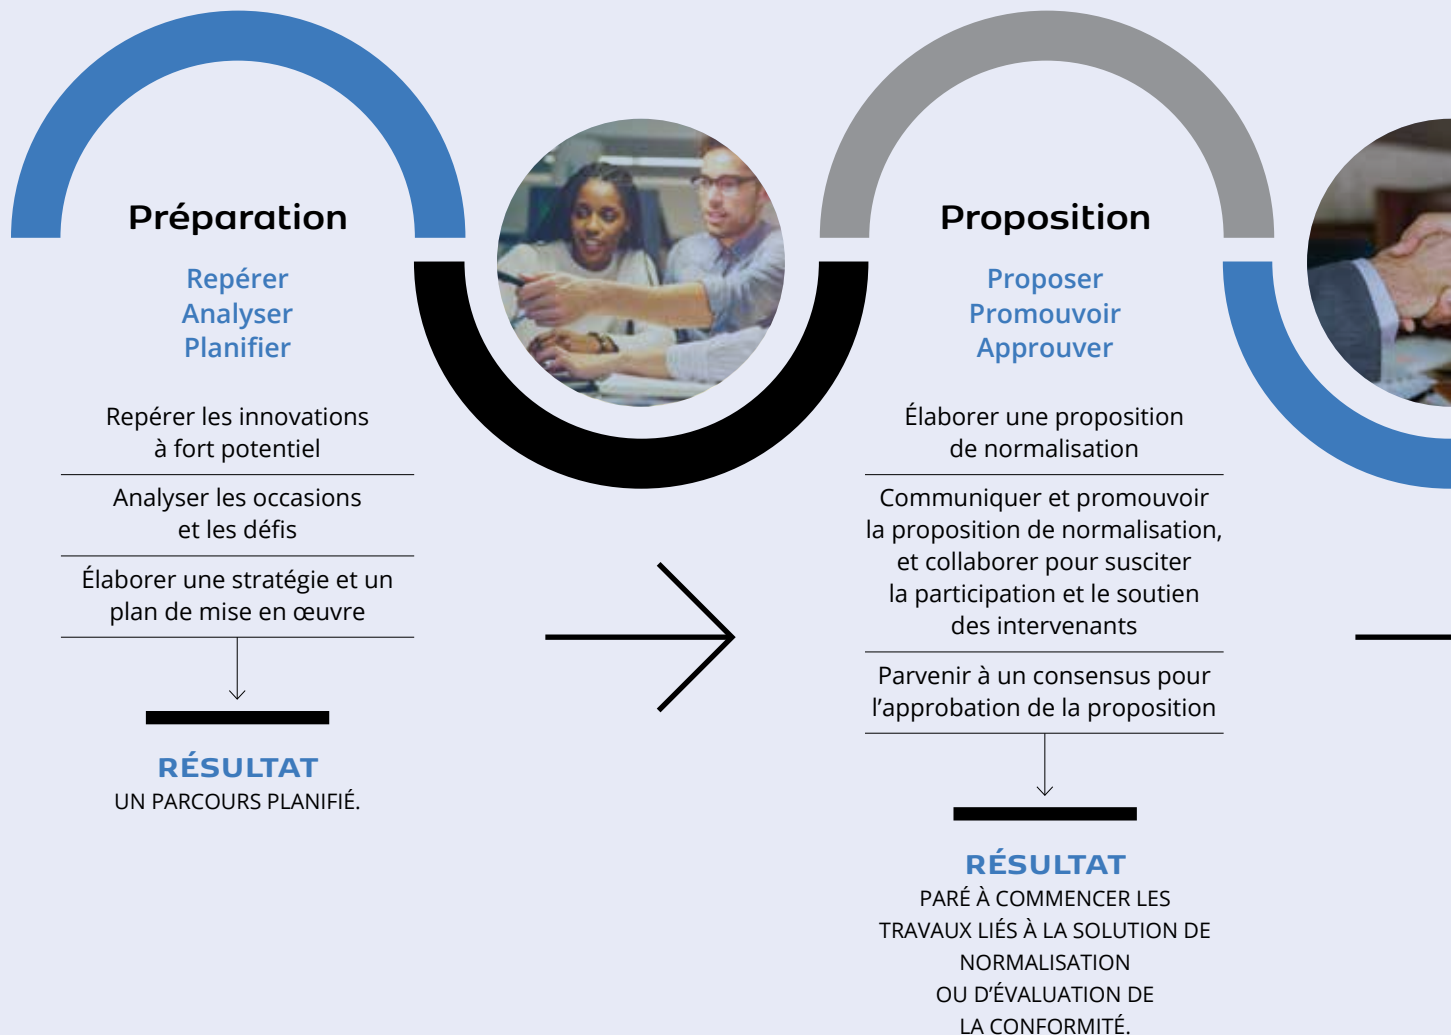 Préparation
Repérer
Analyser
Planifier
Repérer les innovations
à fort potentiel
Analyser les occasions
et les défis
Élaborer une stratégie et un
plan de mise en œuvre
RÉSULTAT
UN PARCOURS PLANIFIÉ.
Proposition
Proposer
Promouvoir
Approuver
Élaborer une proposition
de normalisation
Communiquer et promouvoir
la proposition de normalisation,
et collaborer pour susciter
la participation et le soutien
des intervenants
Parvenir à un consensus pour
l’approbation de la proposition
RÉSULTAT
PARÉ À COMMENCER LES
TRAVAUX LIÉS À LA SOLUTION DE
NORMALISATION
OU D’ÉVALUATION DE
LA CONFORMITÉ.